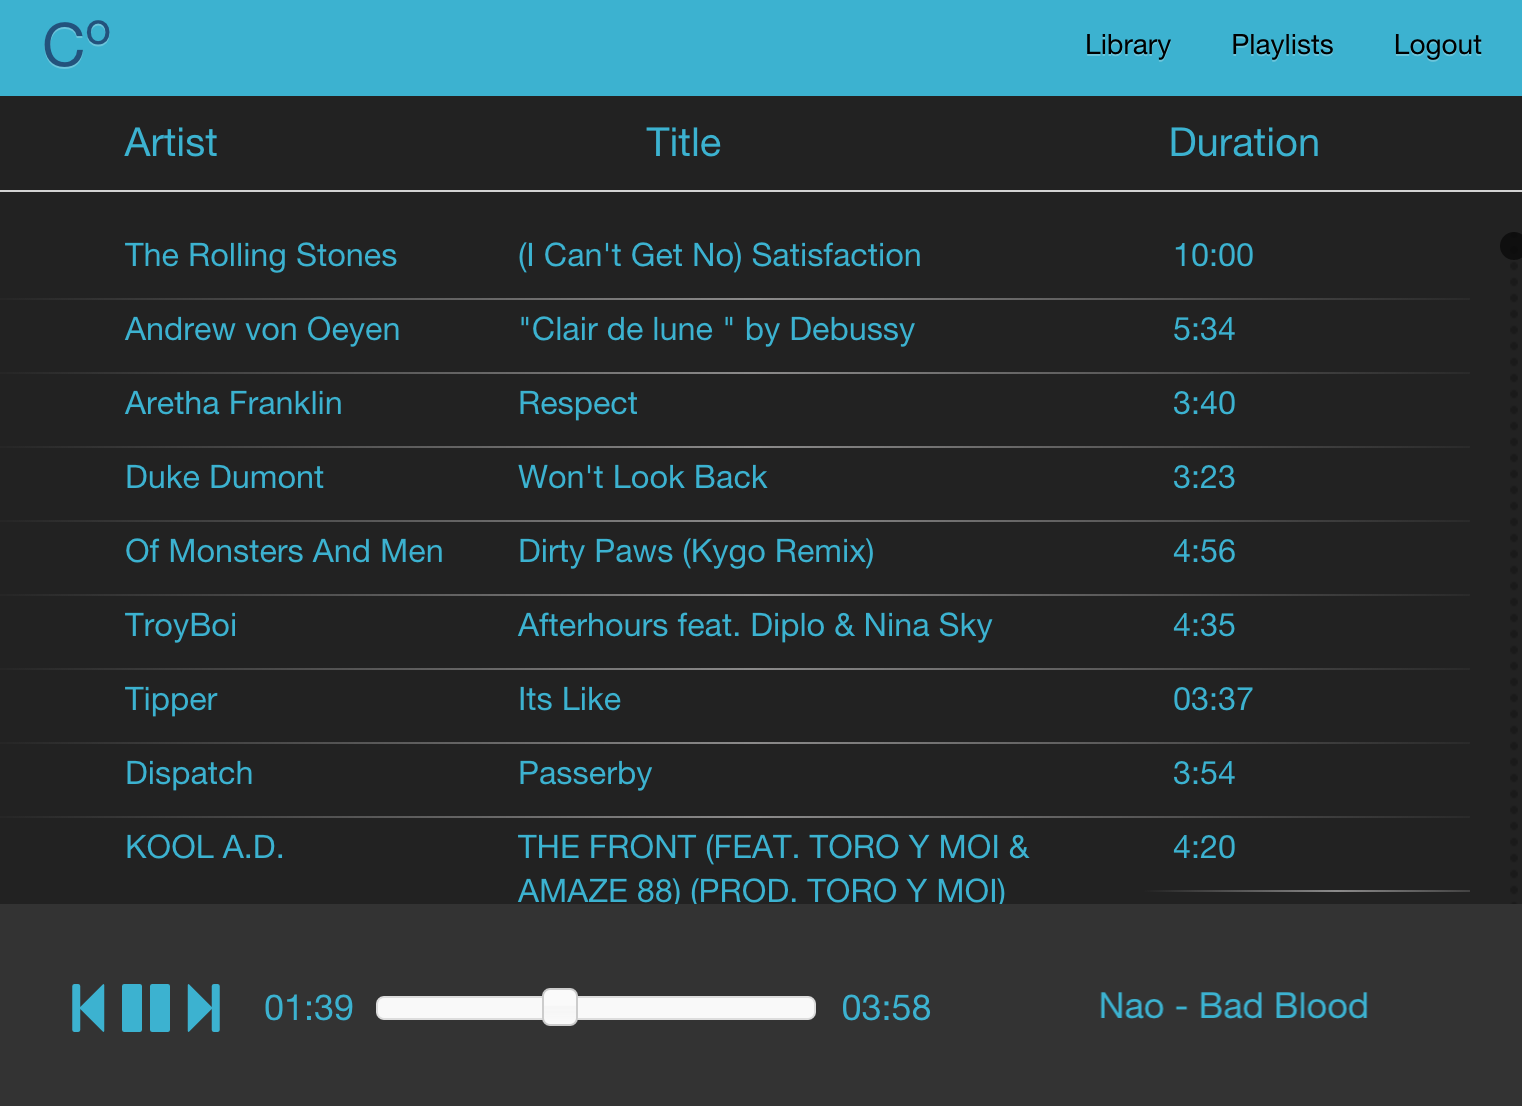 Cº
Library Playlists Logout
Artist Title Duration
The Rolling Stones (I Can't Get No) Satisfaction 10:00
Andrew von Oeyen "Clair de lune " by Debussy 5:34
Aretha Franklin Respect 3:40
Duke Dumont Won't Look Back 3:23
Of Monsters And Men Dirty Paws (Kygo Remix) 4:56
TroyBoi Afterhours feat. Diplo & Nina Sky 4:35
Tipper Its Like 03:37
Dispatch Passerby 3:54
KOOL A.D. THE FRONT (FEAT. TORO Y MOI & 4:20
AMAZE 88) (PROD. TORO Y MOI)
01:39 03:58 Nao - Bad Blood